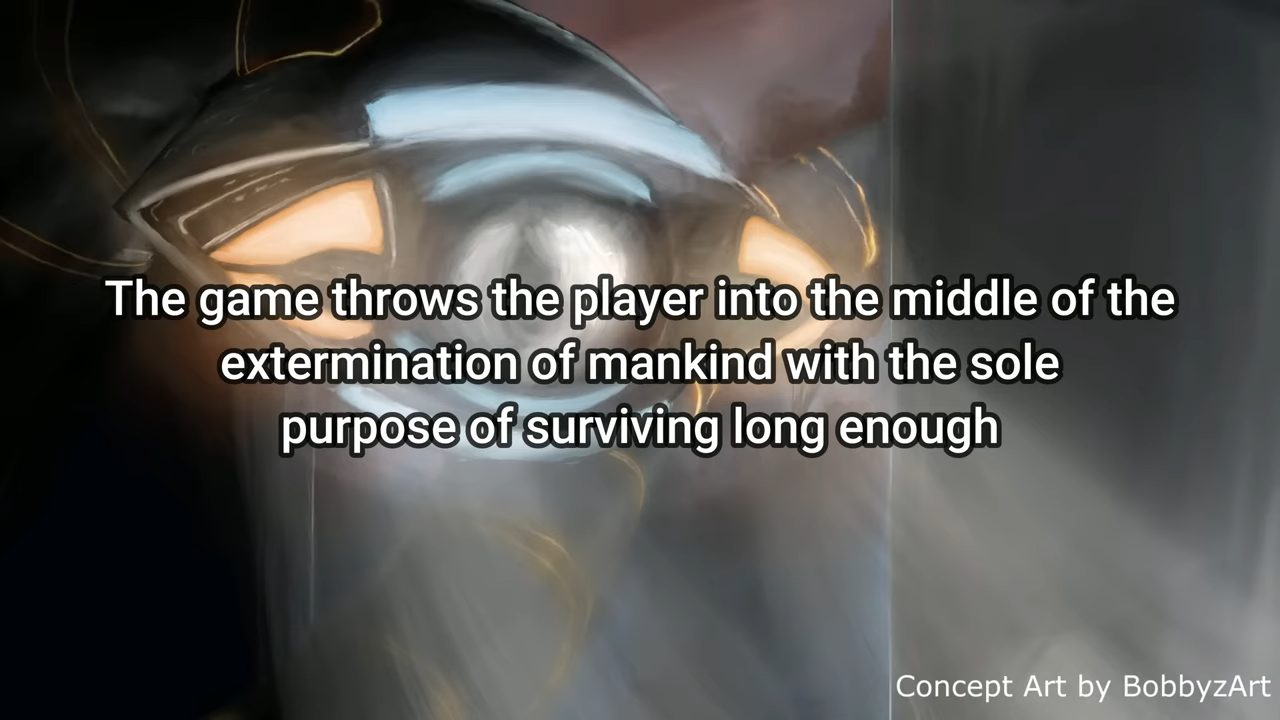 The game throws the player into the middle of the
extermination of mankind with the sole
purpose of surviving long enough
Concept Art by BobbyzArt